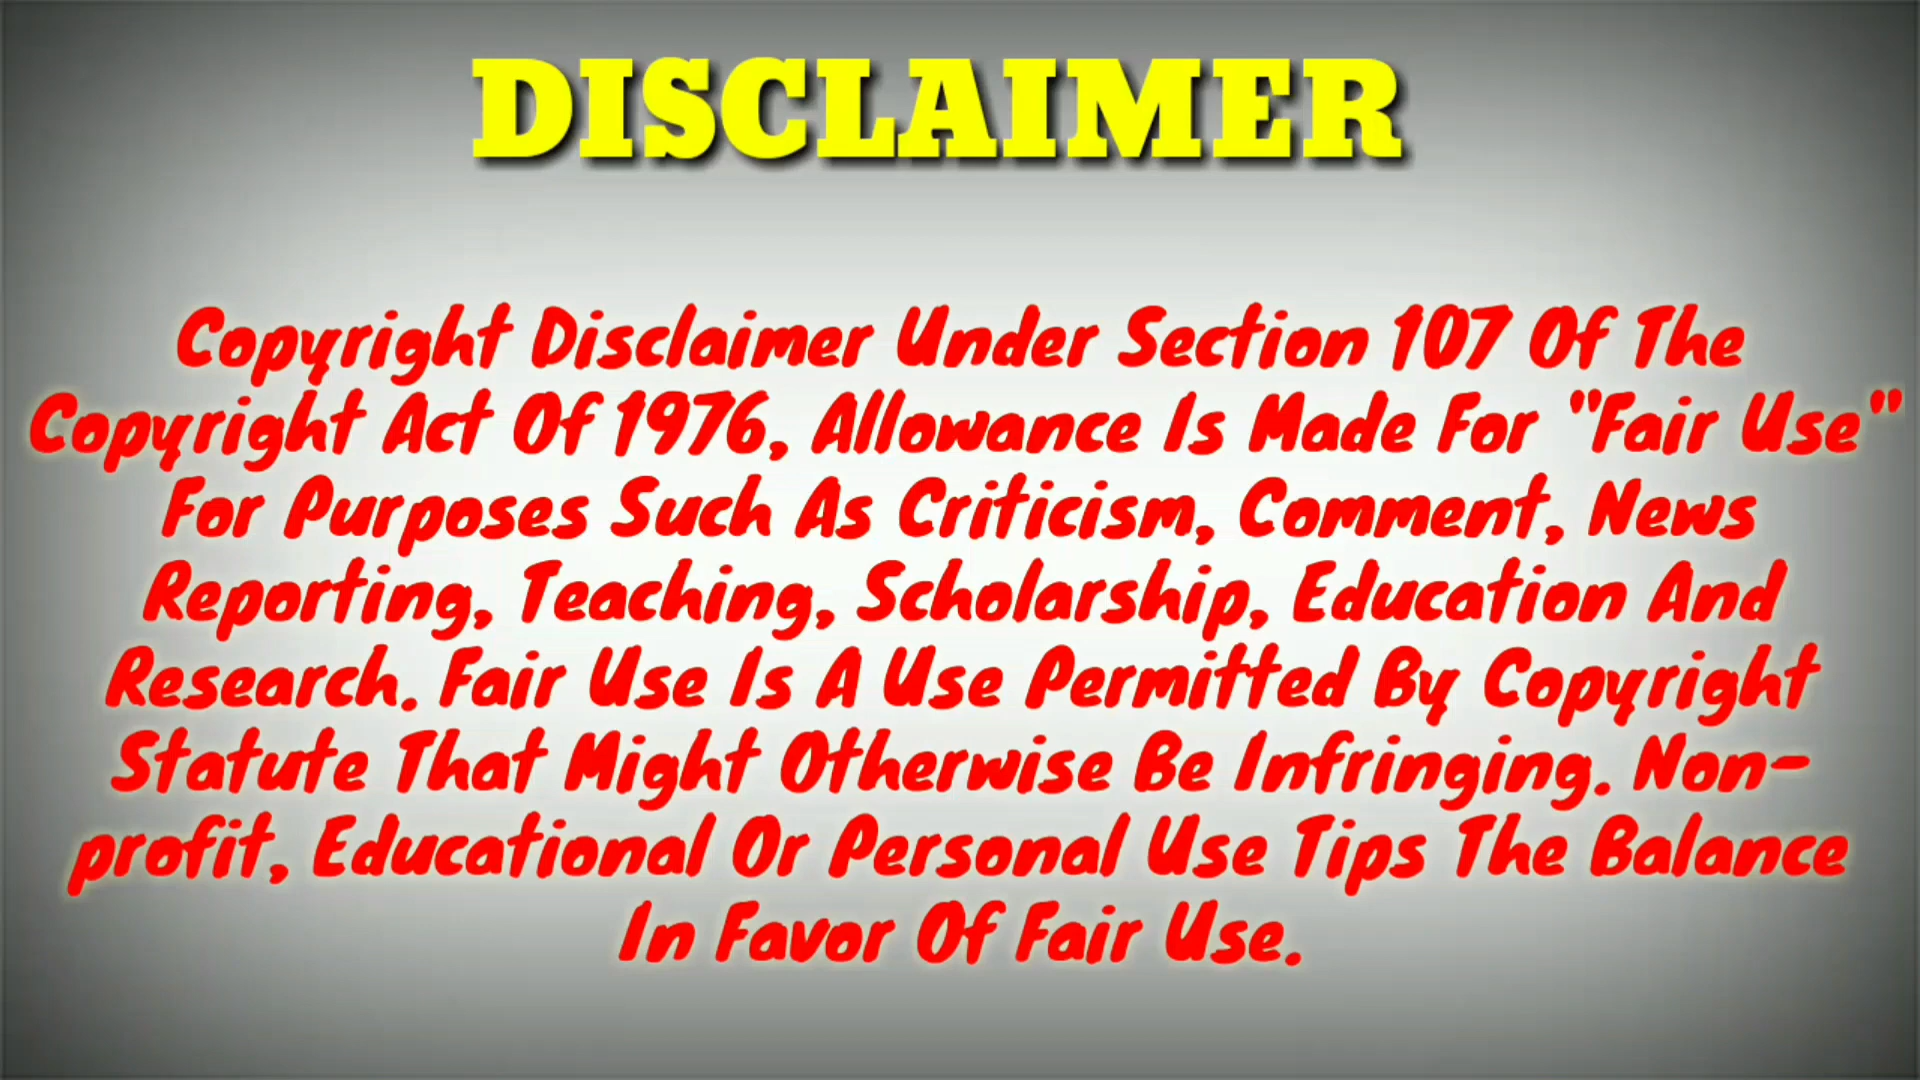 DISCLAIMER
Copyright Disclaimer Under Section 107 Of The
Copyright Act Of 1976, Allowance Is Made For "Fair Use"
For Purposes Such As Criticism, Comment, News
Reporting, Teaching, Scholarship, Education And
Research. Fair Use Is A Use Permitted By Copyright
Statute That Might Otherwise Be Infringing. Non-
profit, Educational Or Personal Use Tips The Balance
In Favor Of Fair Use.